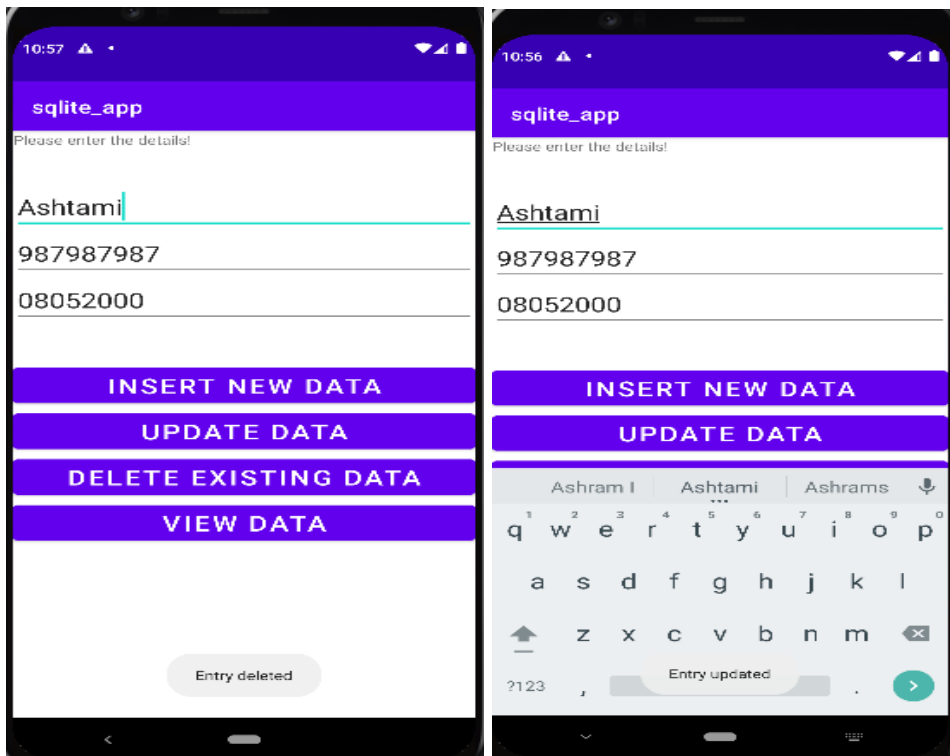 10:57
sqlite_app
Please enter the details!
Ashtami
987987987
08052000
INSERT NEW DATA
UPDATE DATA
DELETE EXISTING DATA
VIEW DATA
Entry deleted
10:56
sqlite_app
Please enter the details!
Ashtami
987987987
08052000
INSERT NEW DATA
UPDATE DATA
Ashram I Ashtami Ashrams
1 2 3 4 5 6 7 8 9 0
q w e r t y u i o p
a s d f g h j k l
z x c v b n m
?123 , Entry updated .